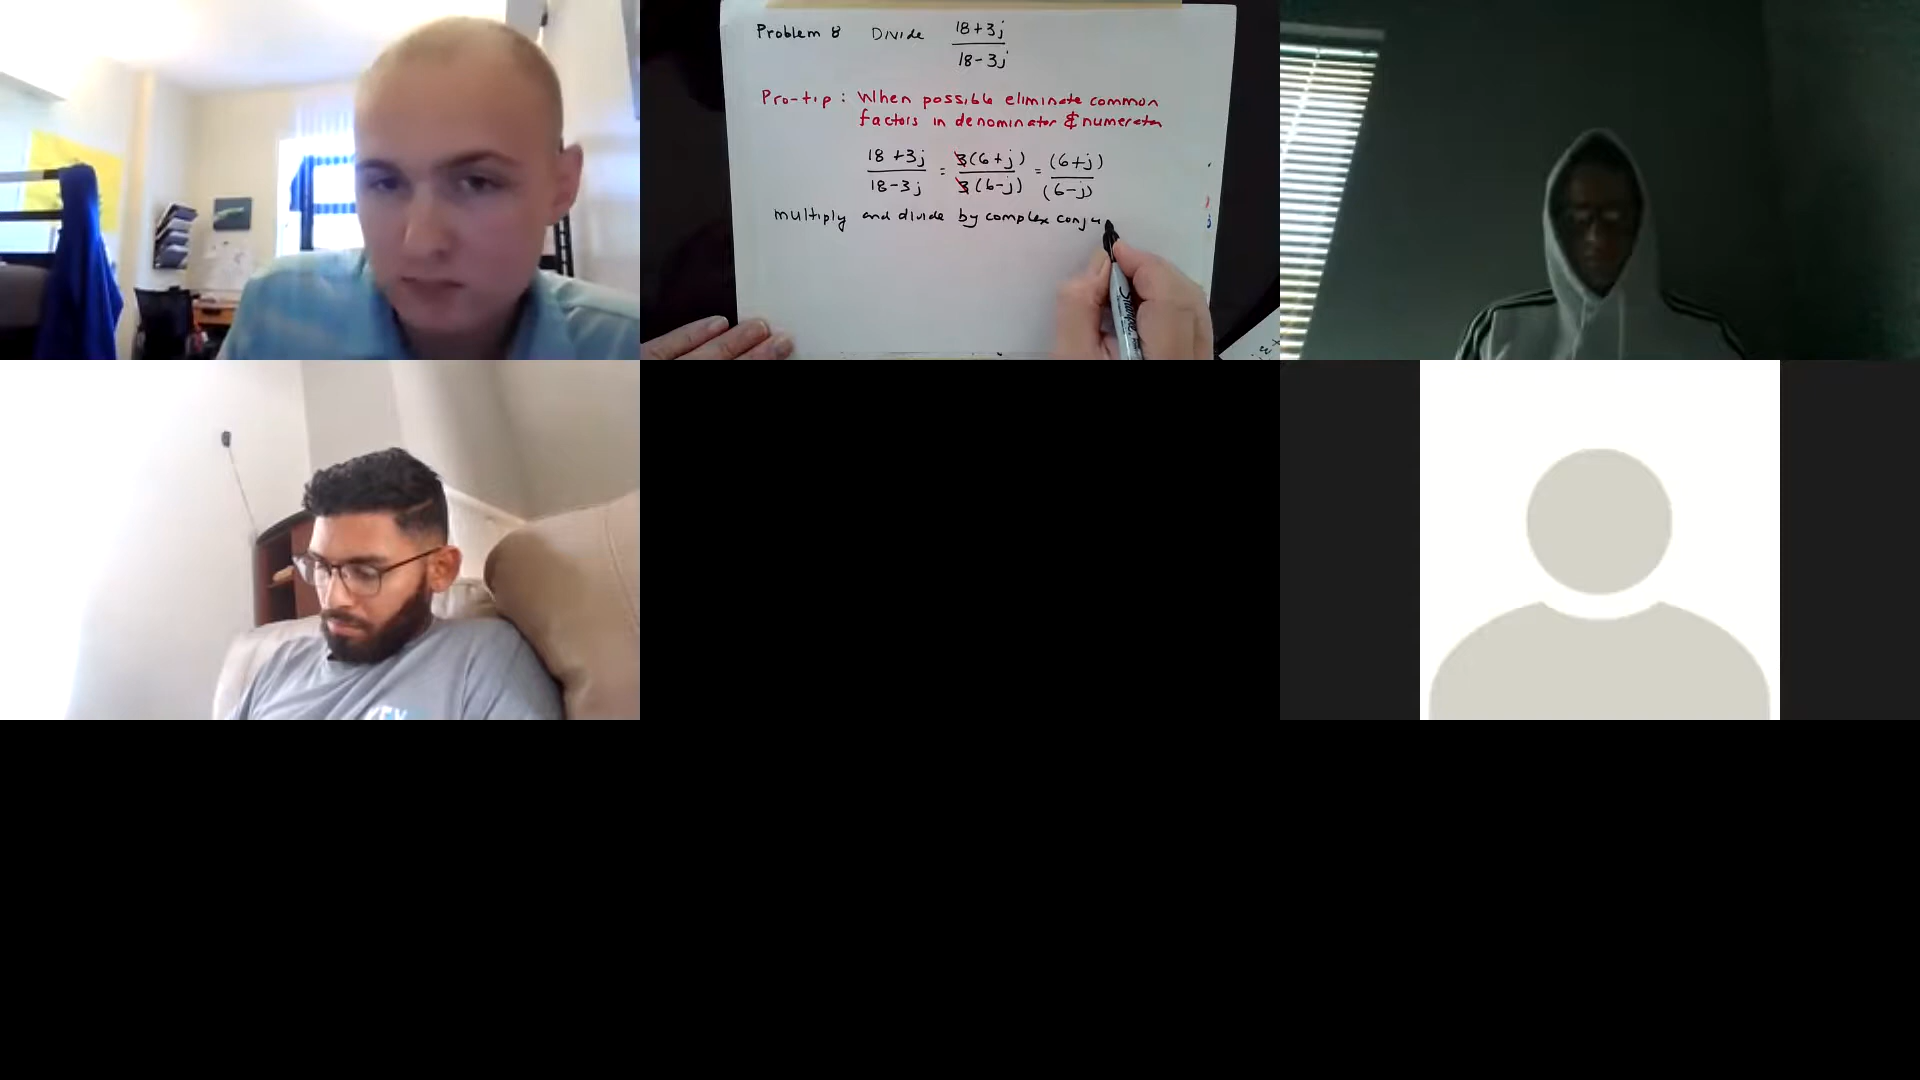 Problem 8 Divide 18+3j
18-3j
Pro-tip: When possible eliminate common
factors in denominator & numerator
18+3j = 3(6+j) = (6+j)
18-3j 3(6-j) (6-j)
multiply and divide by complex conju
Sharpie